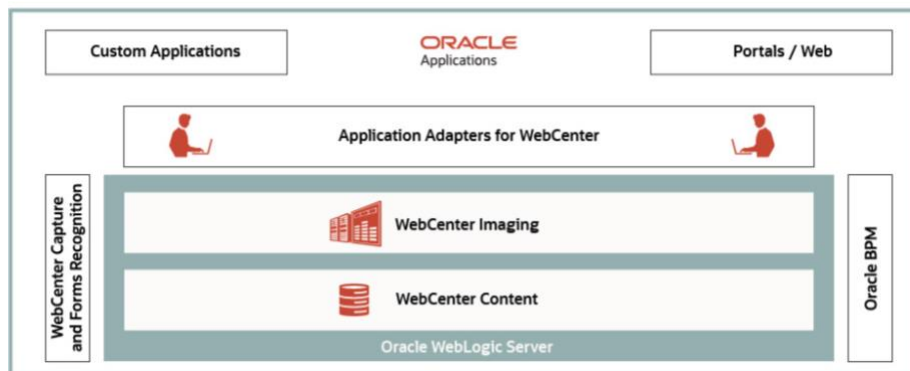 Custom Applications
ORACLE
Applications
Portals / Web
Application Adapters for WebCenter
WebCenter Capture
and Forms Recognition
WebCenter Imaging
WebCenter Content
Oracle WebLogic Server
Oracle BPM